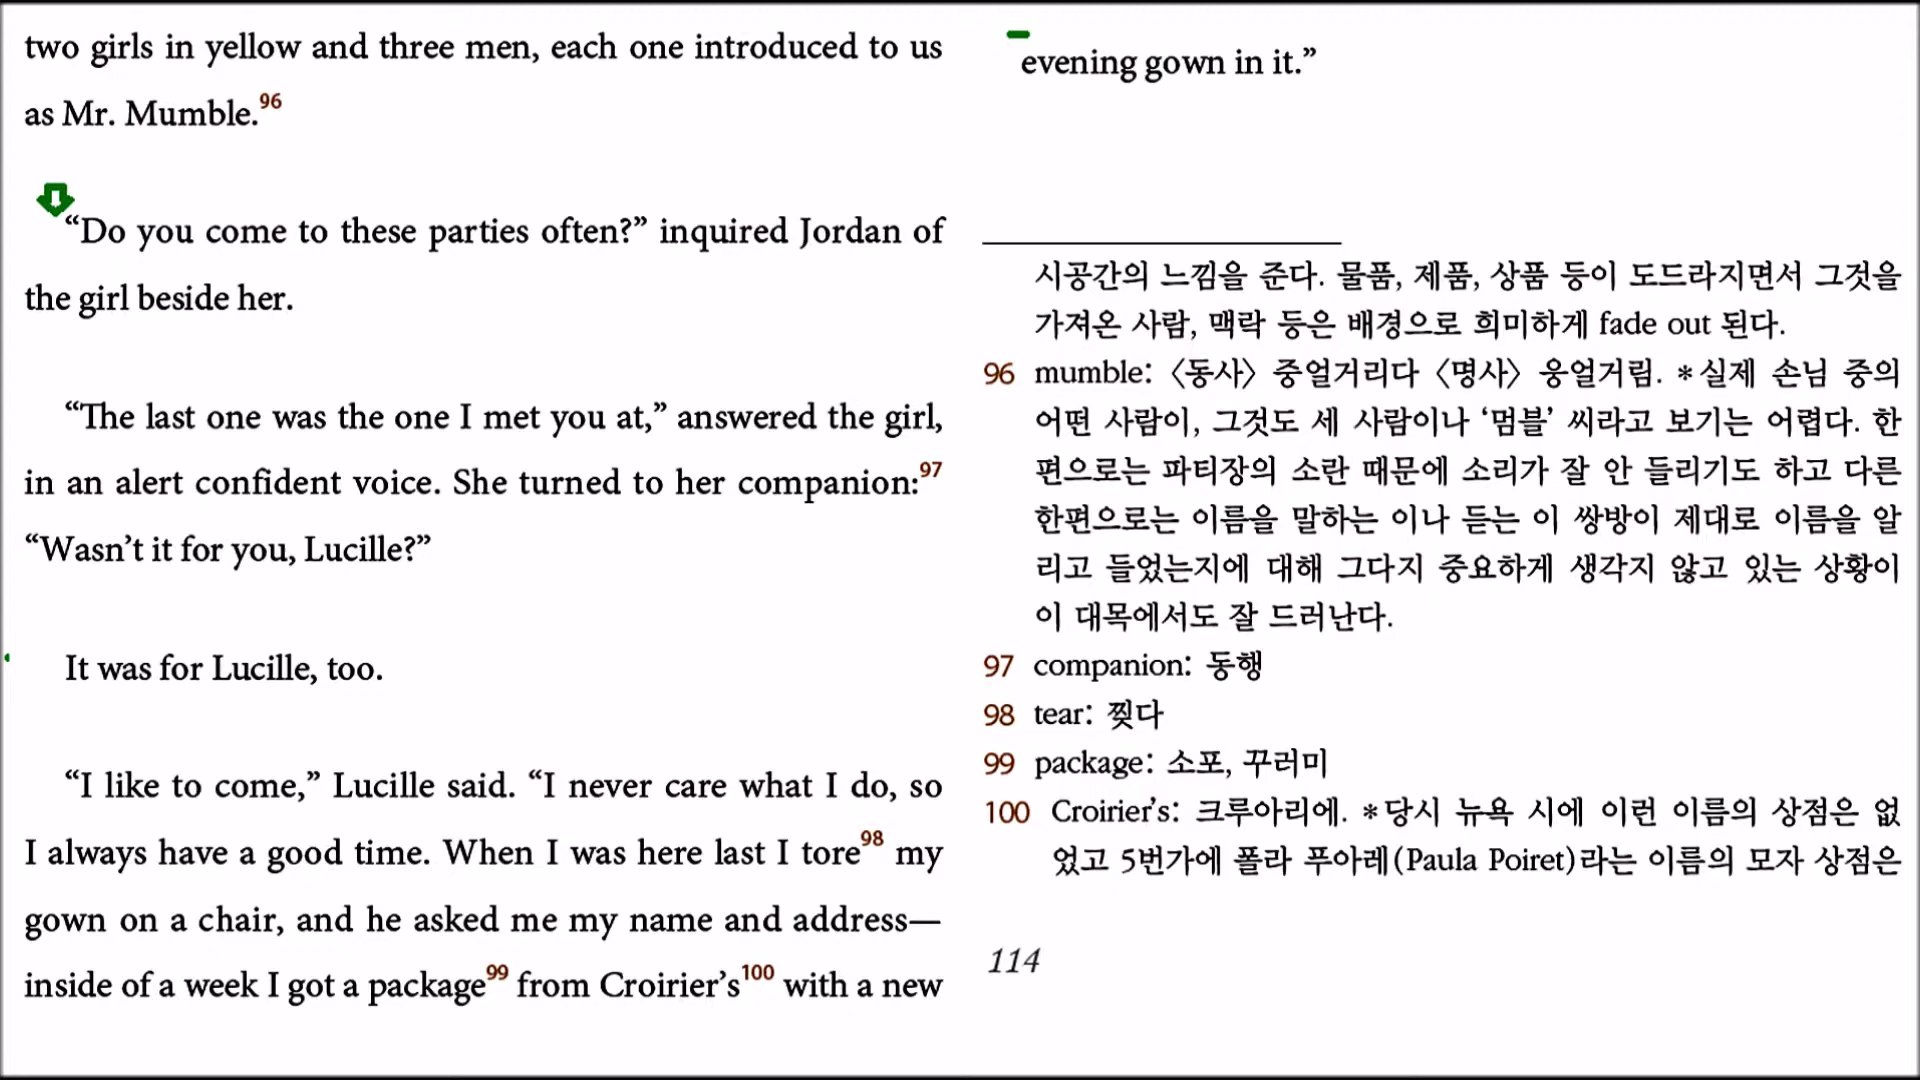 two girls in yellow and three men, each one introduced to us
as Mr. Mumble.96
“Do you come to these parties often?” inquired Jordan of
the girl beside her.
“The last one was the one I met you at,” answered the girl,
in an alert confident voice. She turned to her companion:97
“Wasn’t it for you, Lucille?”
It was for Lucille, too.
“I like to come,” Lucille said. “I never care what I do, so
I always have a good time. When I was here last I tore98 my
gown on a chair, and he asked me my name and address—
inside of a week I got a package99 from Croirier’s100 with a new
evening gown in it.”
시공간의 느낌을 준다. 물품, 제품, 상품 등이 도드라지면서 그것을
가져온 사람, 맥락 등은 배경으로 희미하게 fade out 된다.
96 mumble: 〈동사〉 중얼거리다 〈명사〉 웅얼거림. *실제 손님 중의
어떤 사람이, 그것도 세 사람이나 ‘멈블’ 씨라고 보기는 어렵다. 한
편으로는 파티장의 소란 때문에 소리가 잘 안 들리기도 하고 다른
한편으로는 이름을 말하는 이나 듣는 이 쌍방이 제대로 이름을 알
리고 들었는지에 대해 그다지 중요하게 생각지 않고 있는 상황이
이 대목에서도 잘 드러난다.
97 companion: 동행
98 tear: 찢다
99 package: 소포, 꾸러미
100 Croirier’s: 크루아리에. *당시 뉴욕 시에 이런 이름의 상점은 없
었고 5번가에 폴라 푸아레(Paula Poiret)라는 이름의 모자 상점은
114